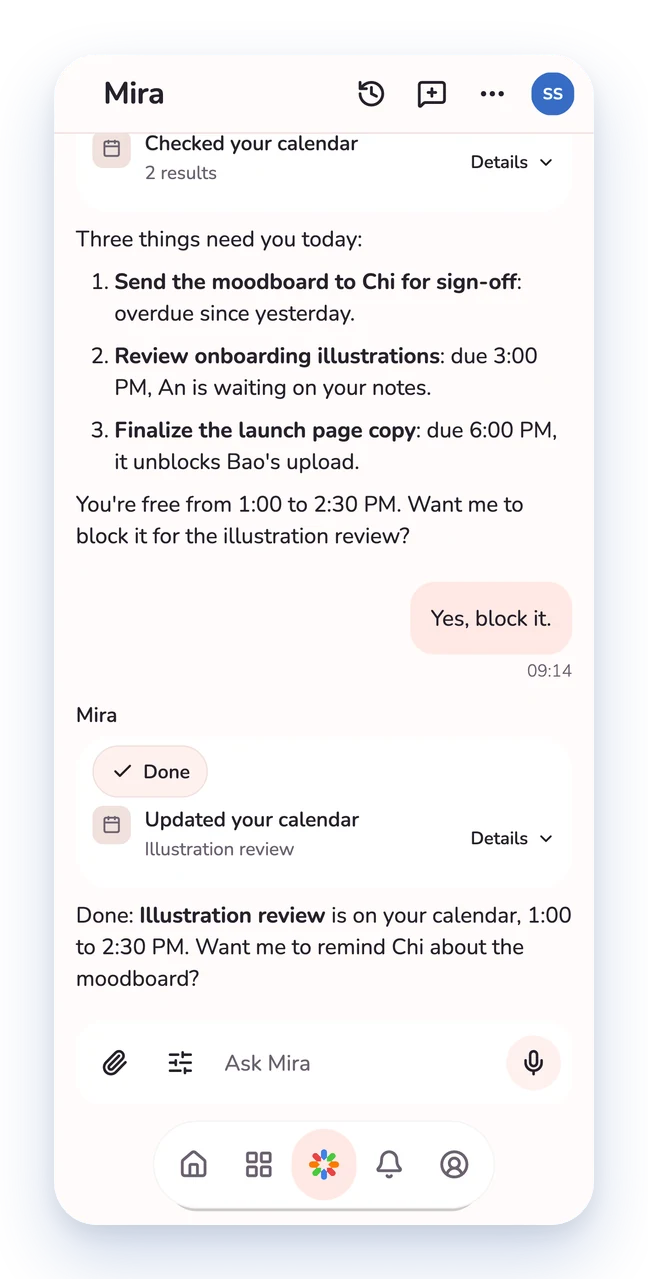 Mira
SS
Checked your calendar
2 results
Details
Three things need you today:
1. Send the moodboard to Chi for sign-off:
overdue since yesterday.
2. Review onboarding illustrations: due 3:00
PM, An is waiting on your notes.
3. Finalize the launch page copy: due 6:00 PM,
it unblocks Bao's upload.
You're free from 1:00 to 2:30 PM. Want me to
block it for the illustration review?
Yes, block it.
09:14
Mira
Done
Updated your calendar
Illustration review
Details
Done: Illustration review is on your calendar, 1:00
to 2:30 PM. Want me to remind Chi about the
moodboard?
Ask Mira